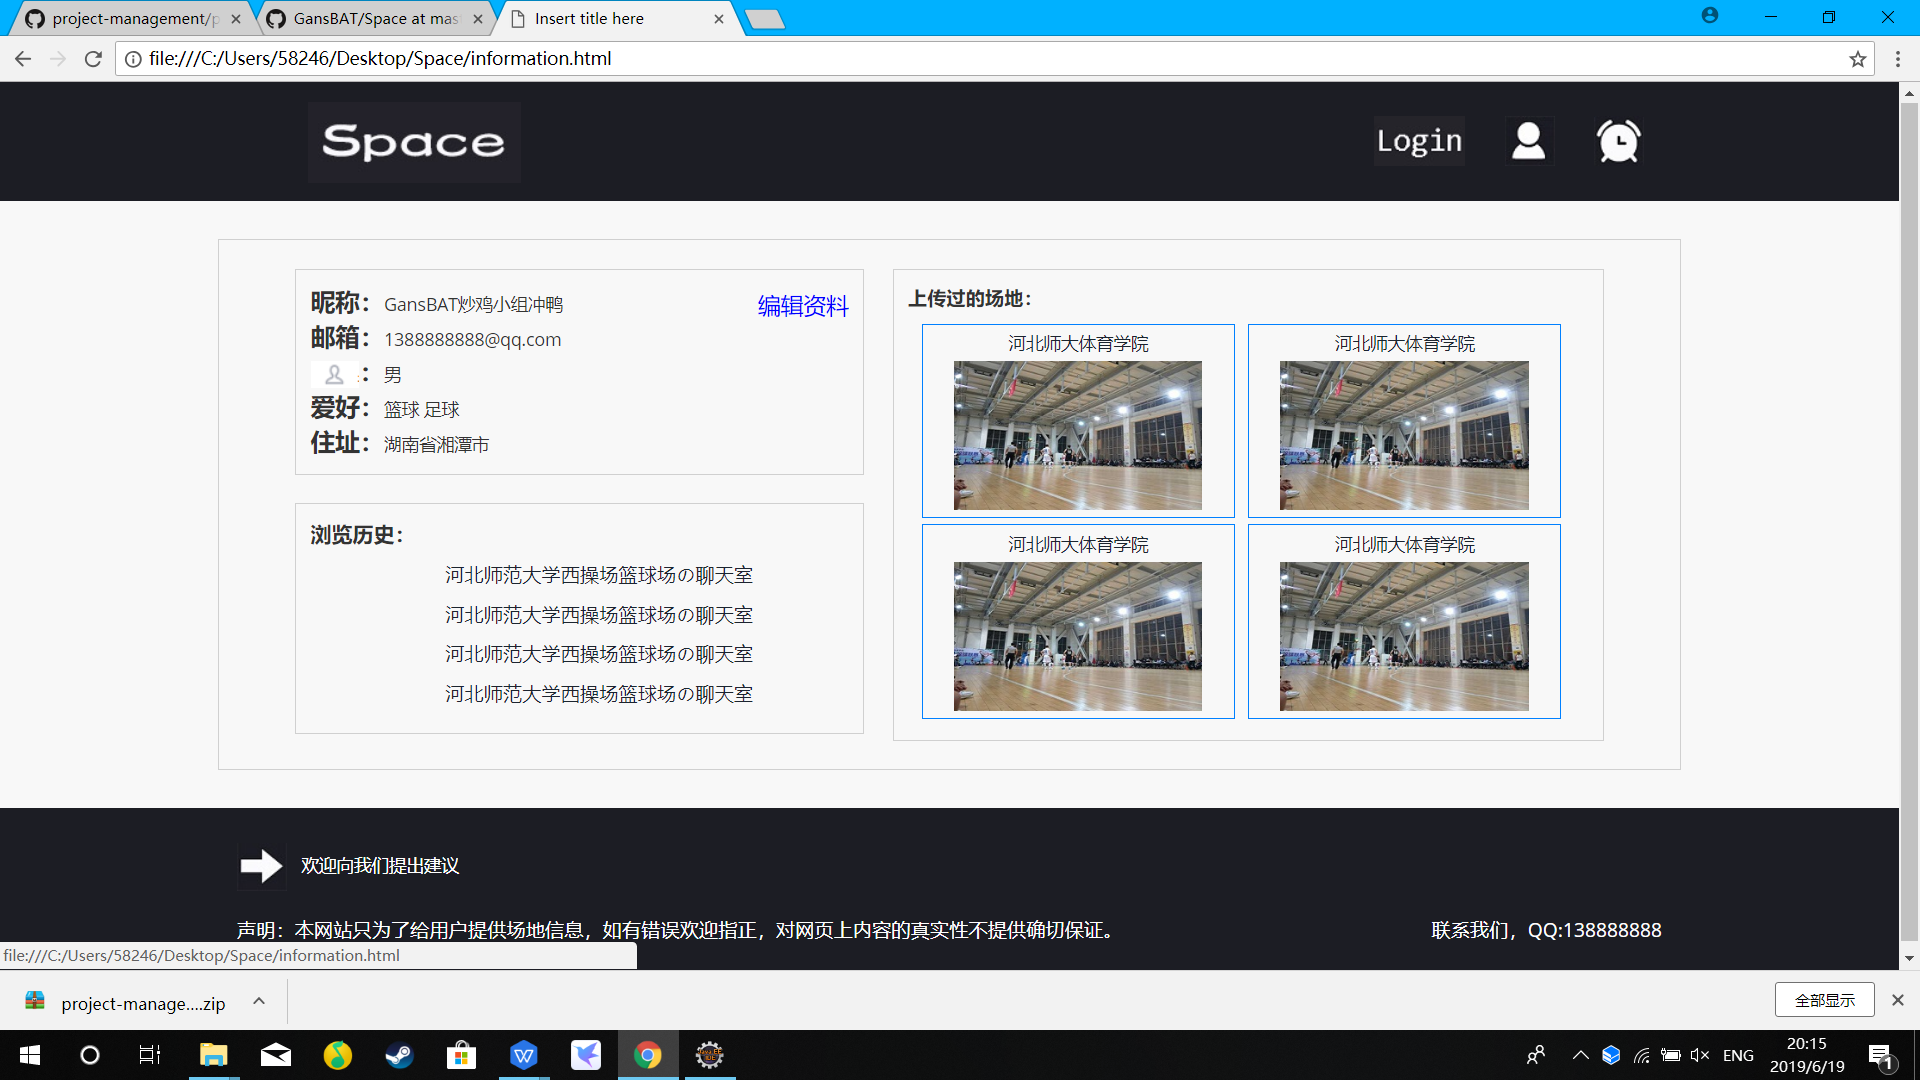 project-management/p
GansBAT/Space at mas
Insert title here
file:///C:/Users/58246/Desktop/Space/information.html
Space
Login
昵称：GansBAT炒鸡小组冲鸭
编辑资料
邮箱：1388888888@qq.com
：男
爱好：篮球 足球
住址：湖南省湘潭市
浏览历史：
河北师范大学西操场篮球场の聊天室
河北师范大学西操场篮球场の聊天室
河北师范大学西操场篮球场の聊天室
河北师范大学西操场篮球场の聊天室
上传过的场地：
河北师大体育学院
河北师大体育学院
河北师大体育学院
河北师大体育学院
欢迎向我们提出建议
声明：本网站只为了给用户提供场地信息，如有错误欢迎指正，对网页上内容的真实性不提供确切保证。
联系我们，QQ:138888888
file:///C:/Users/58246/Desktop/Space/information.html
project-manage....zip
全部显示
ENG
20:15
2019/6/19
1